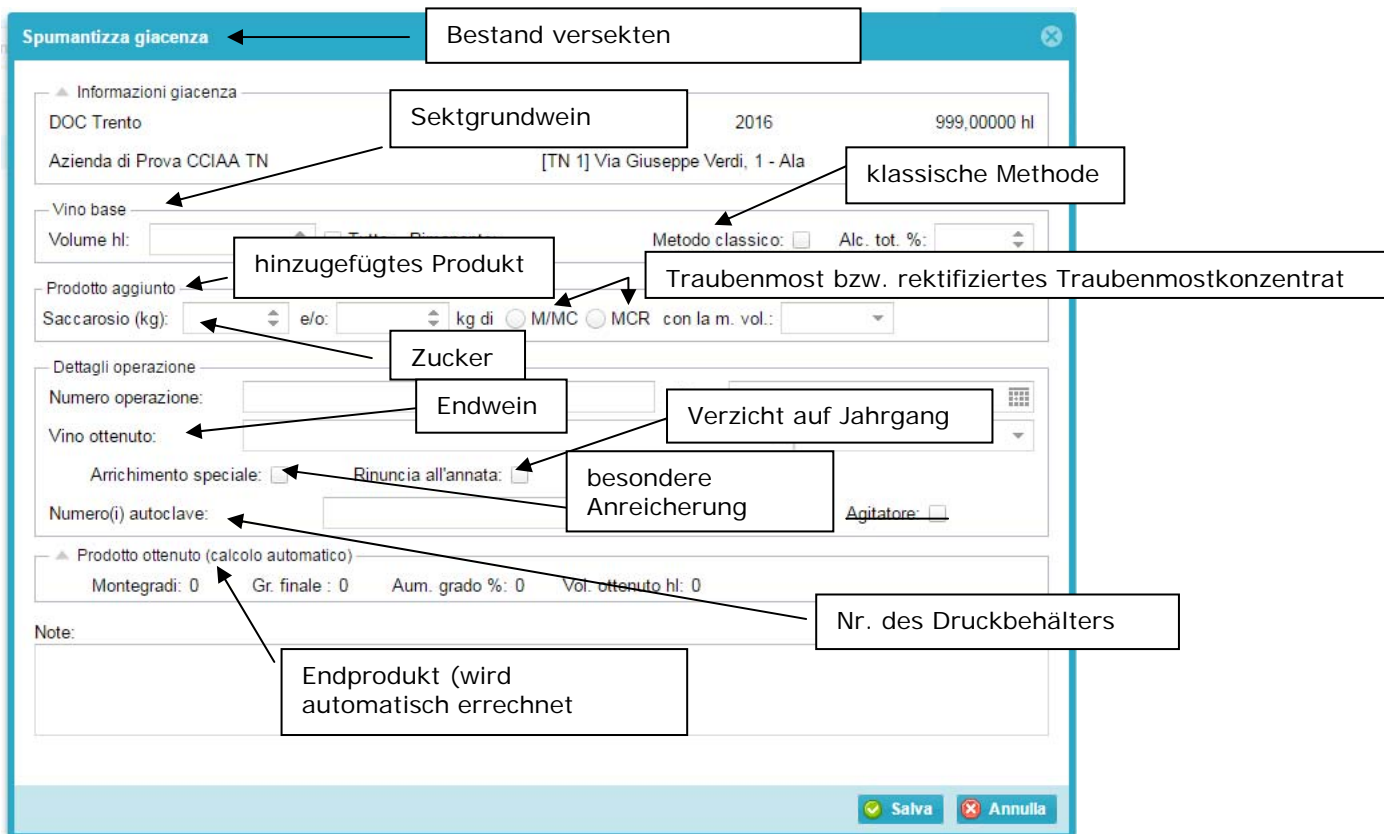 Spumantizza giacenza
Bestand versekten
Informazioni giacenza
DOC Trento
Sektgrundwein
2016
999,00000 hl
Azienda di Prova CCIAA TN
[TN 1] Via Giuseppe Verdi, 1 - Ala
klassische Methode
Vino base
Volume hl:
Metodo classico:
Alc. tot. %:
hinzugefügtes Produkt
Traubenmost bzw. rektifiziertes Traubenmostkonzentrat
Prodotto aggiunto
Saccarosio (kg):
e/o:
kg di
M/MC
MCR
con la m. vol.:
Zucker
Dettagli operazione
Numero operazione:
Endwein
Verzicht auf Jahrgang
Vino ottenuto:
Arrichimento speciale:
Rinuncia all'annata:
besondere
Anreicherung
Numero(i) autoclave:
Agitatore:
Prodotto ottenuto (calcolo automatico)
Montegradi: 0
Gr. finale : 0
Aum. grado %: 0
Vol. ottenuto hl: 0
Nr. des Druckbehälters
Note:
Endprodukt (wird
automatisch errechnet
Salva
Annulla